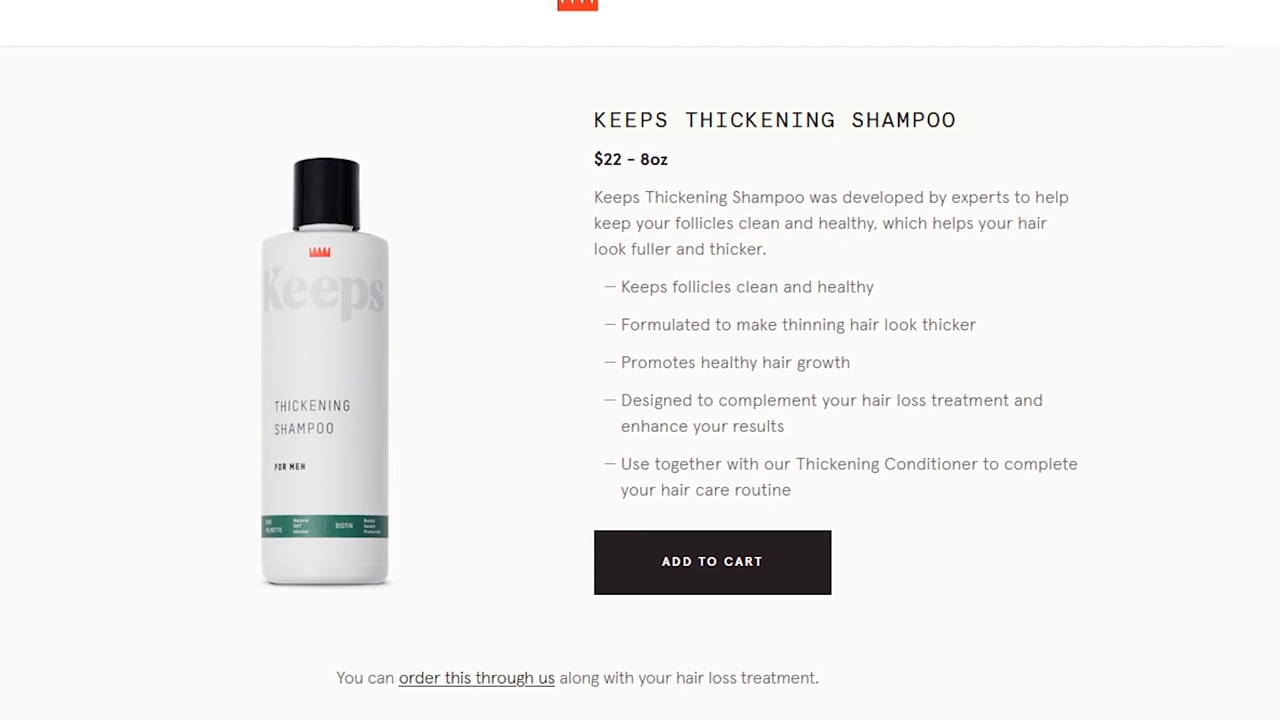 KEEPS THICKENING SHAMPOO
$22 – 8oz
Keeps Thickening Shampoo was developed by experts to help
keep your follicles clean and healthy, which helps your hair
look fuller and thicker.
— Keeps follicles clean and healthy
— Formulated to make thinning hair look thicker
— Promotes healthy hair growth
— Designed to complement your hair loss treatment and
enhance your results
— Use together with our Thickening Conditioner to complete
your hair care routine
ADD TO CART
Keeps
THICKENING
SHAMPOO
FOR MEN
BIOTIN
You can order this through us along with your hair loss treatment.